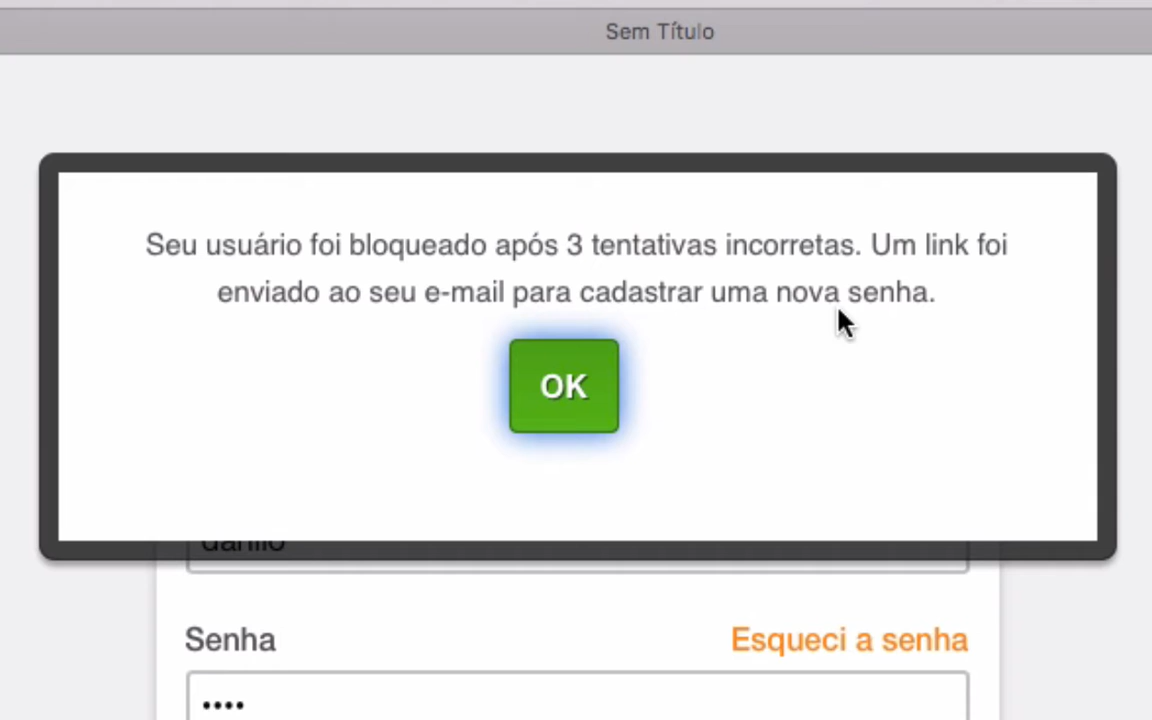 Sem Título
Seu usuário foi bloqueado após 3 tentativas incorretas. Um link foi
enviado ao seu e-mail para cadastrar uma nova senha.
OK
danilo
Senha
Esqueci a senha
••••